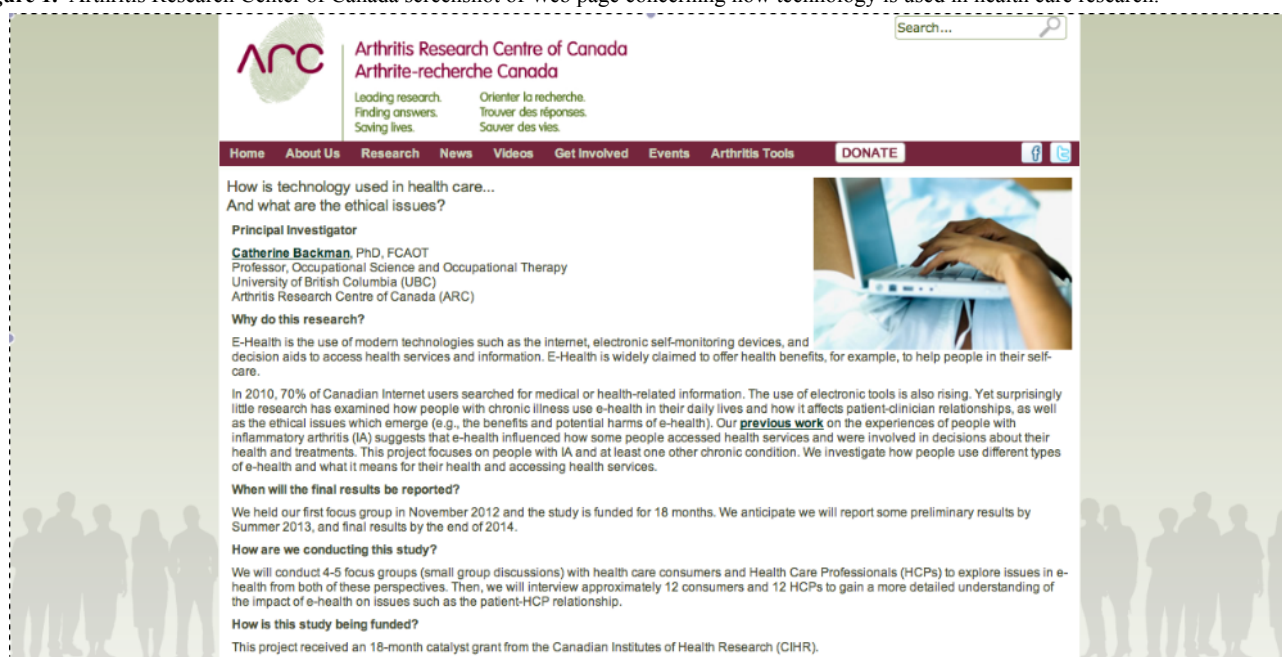 Arthritis Research Center of Canada screenshot of Web page concerning how technology is used in health care research.
Search...
ARC
Arthritis Research Centre of Canada
Arthrite-recherche Canada
Leading research. Orienter la recherche.
Finding answers. Trouver des réponses.
Saving lives. Sauver des vies.
Home About Us Research News Videos Get Involved Events Arthritis Tools DONATE
How is technology used in health care...
And what are the ethical issues?
Principal Investigator
Catherine Backman, PhD, FCAOT
Professor, Occupational Science and Occupational Therapy
University of British Columbia (UBC)
Arthritis Research Centre of Canada (ARC)
Why do this research?
E-Health is the use of modern technologies such as the internet, electronic self-monitoring devices, and
decision aids to access health services and information. E-Health is widely claimed to offer health benefits, for example, to help people in their self-
care.
In 2010, 70% of Canadian Internet users searched for medical or health-related information. The use of electronic tools is also rising. Yet surprisingly
little research has examined how people with chronic illness use e-health in their daily lives and how it affects patient-clinician relationships, as well
as the ethical issues which emerge (e.g., the benefits and potential harms of e-health). Our previous work on the experiences of people with
inflammatory arthritis (IA) suggests that e-health influenced how some people accessed health services and were involved in decisions about their
health and treatments. This project focuses on people with IA and at least one other chronic condition. We investigate how people use different types
of e-health and what it means for their health and accessing health services.
When will the final results be reported?
We held our first focus group in November 2012 and the study is funded for 18 months. We anticipate we will report some preliminary results by
Summer 2013, and final results by the end of 2014.
How are we conducting this study?
We will conduct 4-5 focus groups (small group discussions) with health care consumers and Health Care Professionals (HCPs) to explore issues in e-
health from both of these perspectives. Then, we will interview approximately 12 consumers and 12 HCPs to gain a more detailed understanding of
the impact of e-health on issues such as the patient-HCP relationship.
How is this study being funded?
This project received an 18-month catalyst grant from the Canadian Institutes of Health Research (CIHR).